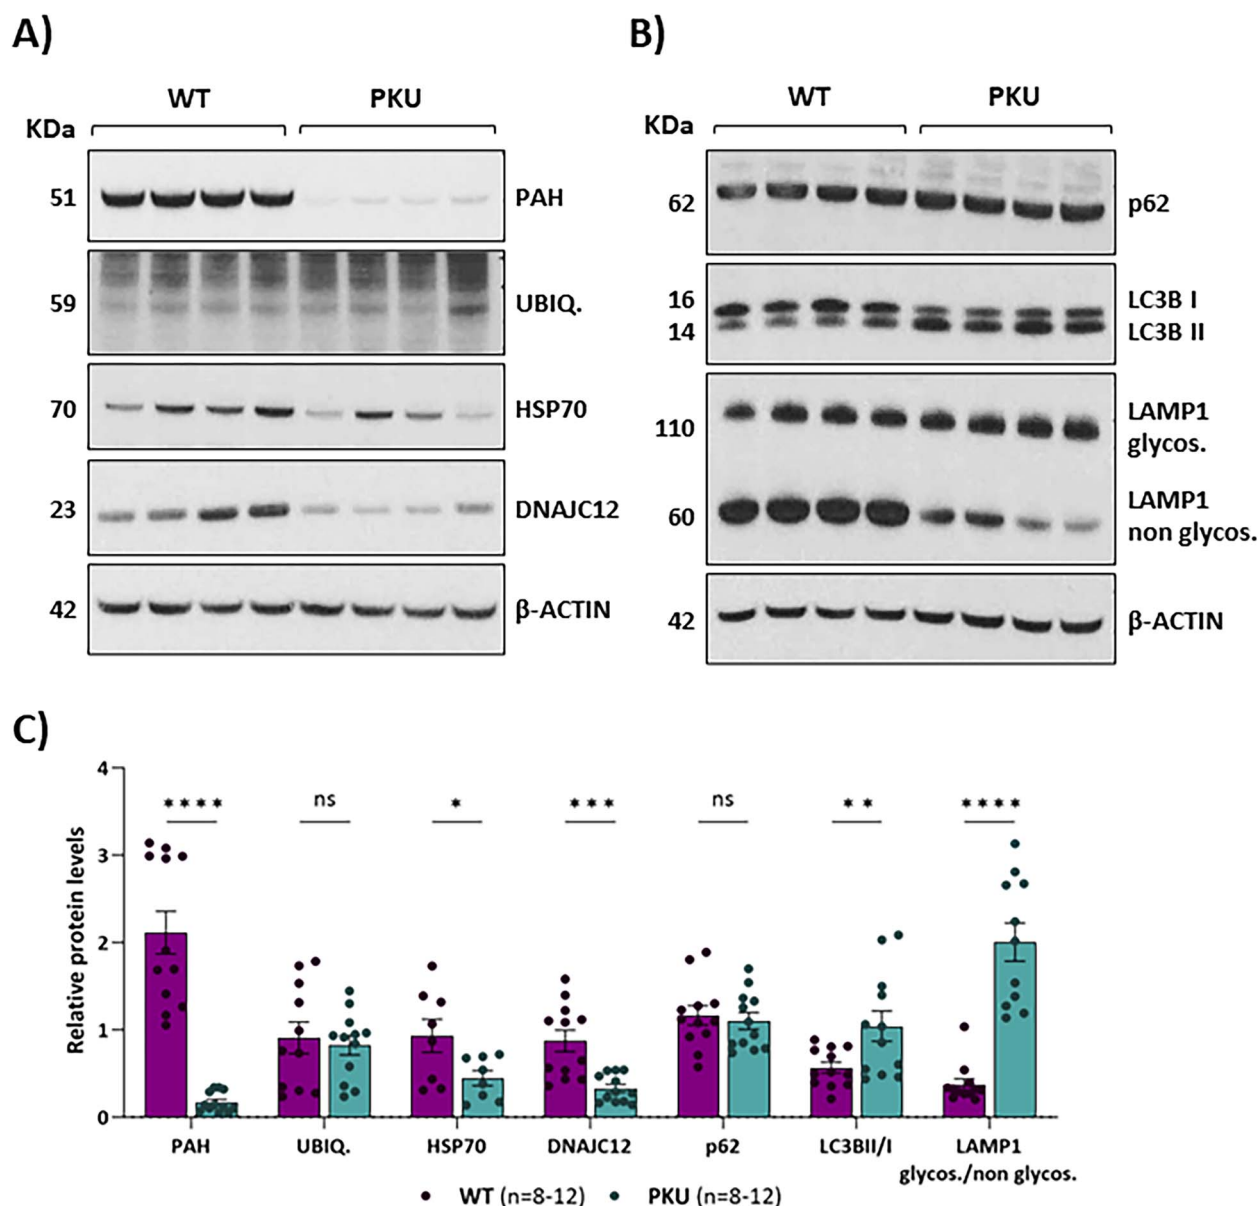 A)
WT PKU
KDa
51 PAH
59 UBIQ.
70 HSP70
23 DNAJC12
42 β-ACTIN
B)
WT PKU
KDa
62 p62
16 LC3B I
14 LC3B II
110 LAMP1
glycos.
60 LAMP1
non glycos.
42 β-ACTIN
C)
Relative protein levels
4
3
2
1
0
**** ns * *** ns ** ****
PAH UBIQ. HSP70 DNAJC12 p62 LC3BII/I LAMP1
glycos./non glycos.
WT (n=8-12) PKU (n=8-12)